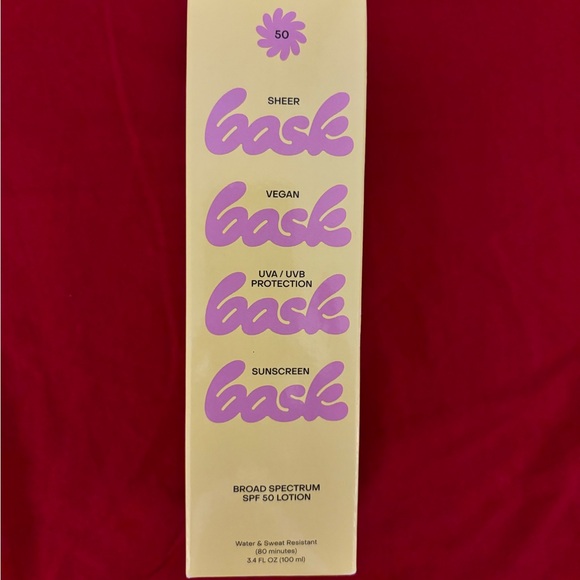 50
SHEER
bask
VEGAN
bask
UVA / UVB
PROTECTION
bask
SUNSCREEN
bask
BROAD SPECTRUM
SPF 50 LOTION
Water & Sweat Resistant
(80 minutes)
3.4 FL OZ (100 ml)